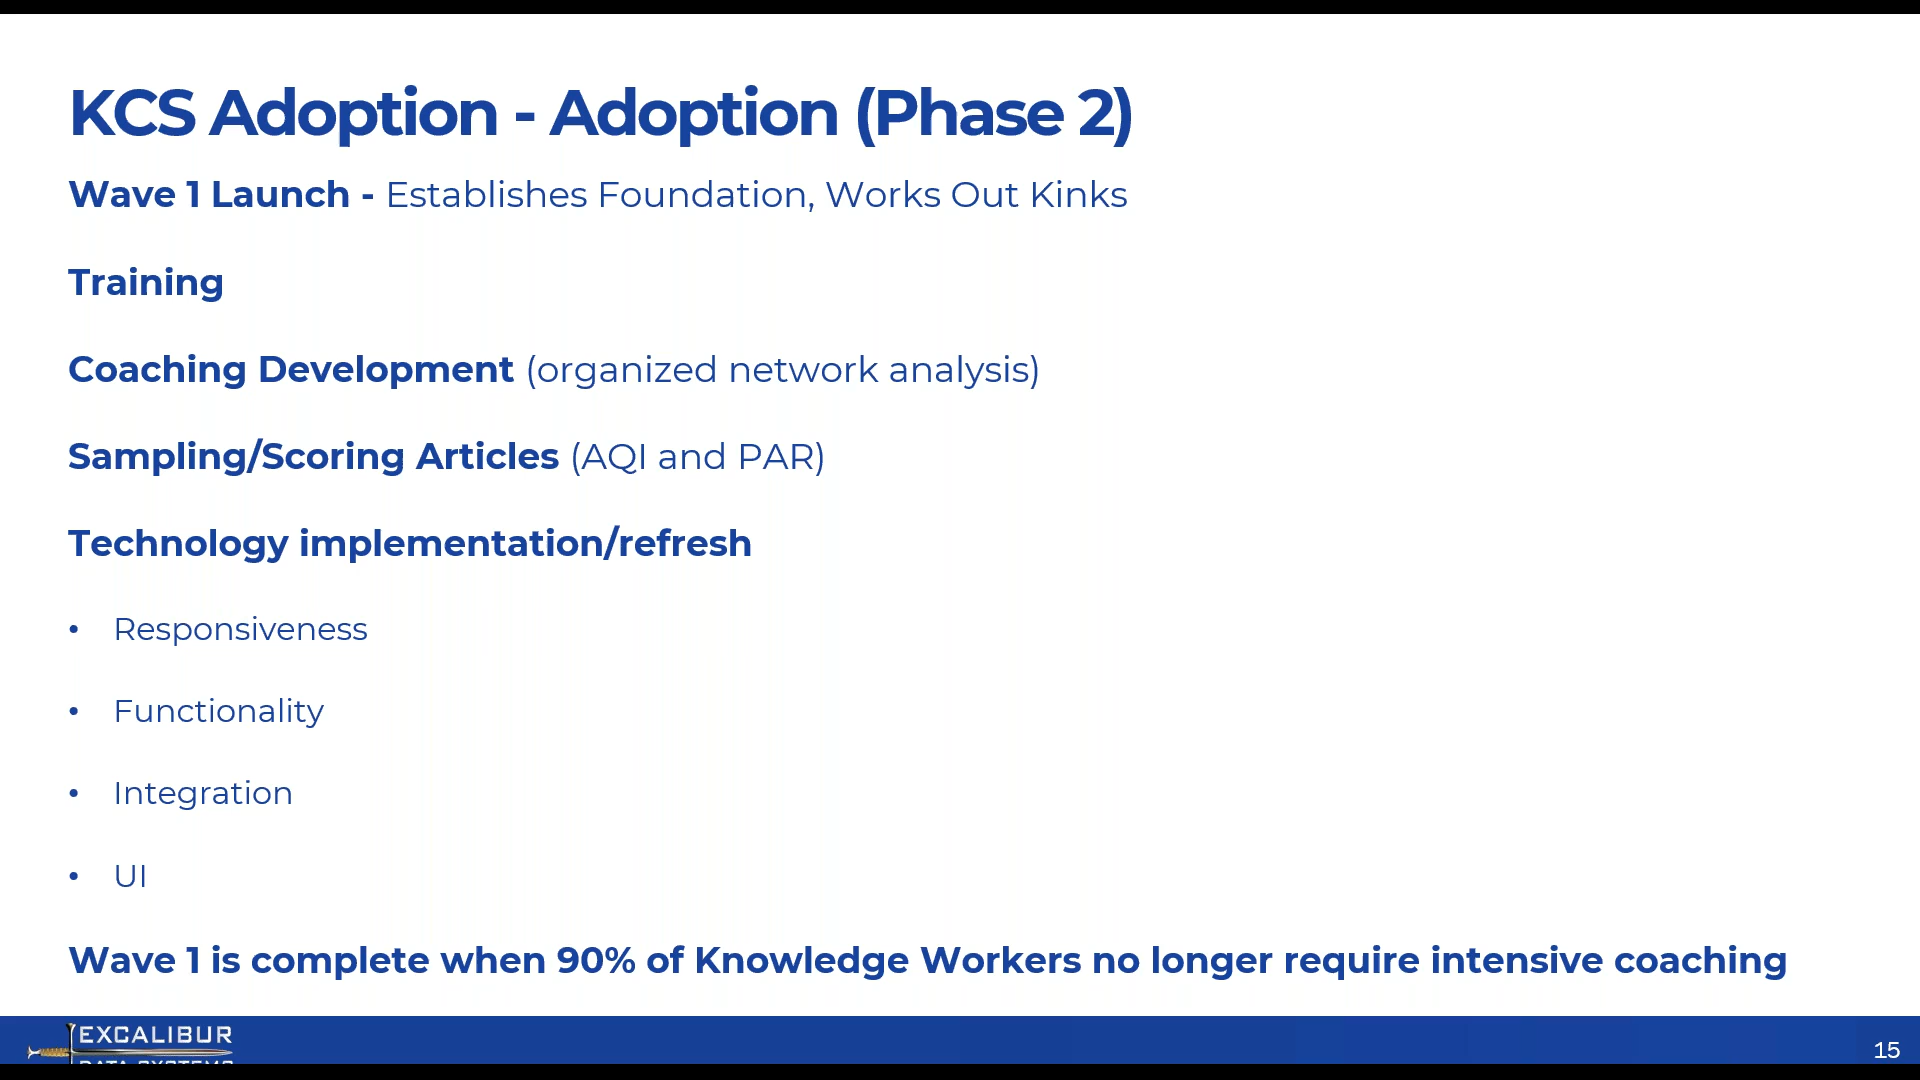 KCS Adoption - Adoption (Phase 2)
Wave 1 Launch - Establishes Foundation, Works Out Kinks
Training
Coaching Development (organized network analysis)
Sampling/Scoring Articles (AQI and PAR)
Technology implementation/refresh
• Responsiveness
• Functionality
• Integration
• UI
Wave 1 is complete when 90% of Knowledge Workers no longer require intensive coaching
EXCALIBUR
DATA SYSTEMS
15